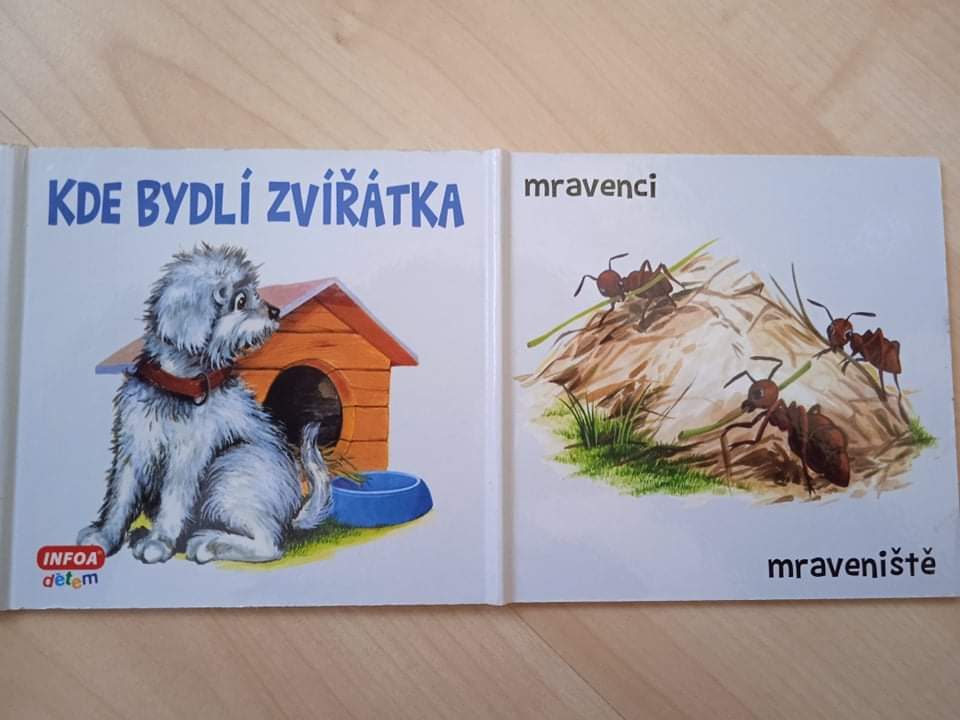 KDE BYDLÍ ZVÍŘÁTKA
INFOA®
dětem
mravenci
mraveniště